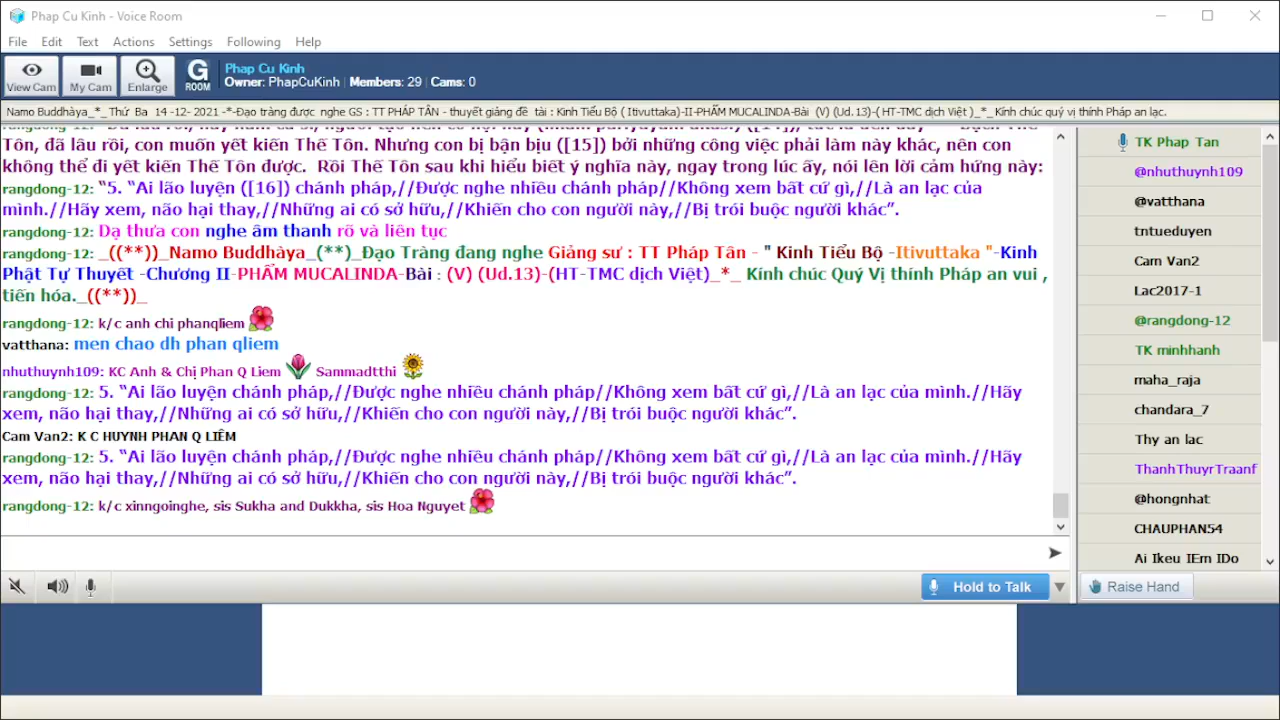 Phap Cu Kinh - Voice Room
File Edit Text Actions Settings Following Help
View Cam My Cam Enlarge G ROOM
Phap Cu Kinh
Owner: PhapCuKinh | Members: 29 | Cams: 0
Namo Buddhàya_*_ Thứ Ba 14 -12- 2021 -*-Đạo tràng được nghe GS : TT PHÁP TÂN - thuyết giảng đề tài : Kinh Tiểu Bộ ( Itivuttaka)-II-PHẨM MUCALINDA-Bài (V) (Ud.13)-( HT-TMC dịch Việt )_*_ Kính chúc quý vị thính Pháp an lạc.
Tôn, đã lâu rồi, con muốn yết kiến Thế Tôn. Nhưng con bị bận bịu ([15]) bởi những công việc phải làm này khác, nên con
không thể đi yết kiến Thế Tôn được. Rồi Thế Tôn sau khi hiểu biết ý nghĩa này, ngay trong lúc ấy, nói lên lời cảm hứng này:
rangdong-12: “5. “Ai lão luyện ([16]) chánh pháp,//Được nghe nhiều chánh pháp//Không xem bất cứ gì,//Là an lạc của
mình.//Hãy xem, não hại thay,//Những ai có sở hữu,//Khiến cho con người này,//Bị trói buộc người khác”.
rangdong-12: Dạ thưa con nghe âm thanh rõ và liên tục
rangdong-12: _((**))_Namo Buddhàya_(**)_Đạo Tràng đang nghe Giảng sư : TT Pháp Tân - " Kinh Tiểu Bộ -Itivuttaka "-Kinh
Phật Tự Thuyết -Chương II-PHẨM MUCALINDA-Bài : (V) (Ud.13)-(HT-TMC dịch Việt)_*_ Kính chúc Quý Vị thính Pháp an vui ,
tiến hóa._((**))_
rangdong-12: k/c anh chi phanqliem
vatthana: men chao dh phan qliem
nhuthuynh109: KC Anh & Chị Phan Q Liem Sammadtthi
rangdong-12: 5. “Ai lão luyện chánh pháp,//Được nghe nhiều chánh pháp//Không xem bất cứ gì,//Là an lạc của mình.//Hãy
xem, não hại thay,//Những ai có sở hữu,//Khiến cho con người này,//Bị trói buộc người khác”.
Cam Van2: K C HUYNH PHAN Q LIÊM
rangdong-12: 5. “Ai lão luyện chánh pháp,//Được nghe nhiều chánh pháp//Không xem bất cứ gì,//Là an lạc của mình.//Hãy
xem, não hại thay,//Những ai có sở hữu,//Khiến cho con người này,//Bị trói buộc người khác”.
rangdong-12: k/c xinngoinghe, sis Sukha and Dukkha, sis Hoa Nguyet
TK Phap Tan
@nhuthuynh109
@vatthana
tntueduyen
Cam Van2
Lac2017-1
@rangdong-12
TK minhhanh
maha_raja
chandara_7
Thy an lac
ThanhThuyrTraanf
@hongnhat
CHAUPHAN54
Ai Ikeu IEm IDo
Hold to Talk
Raise Hand